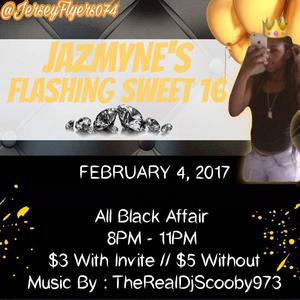 @JerseyFlyers074
JAZMYNE'S
FLASHING SWEET 16
FEBRUARY 4, 2017
All Black Affair
8PM - 11PM
$3 With Invite // $5 Without
Music By : TheRealDjScooby973